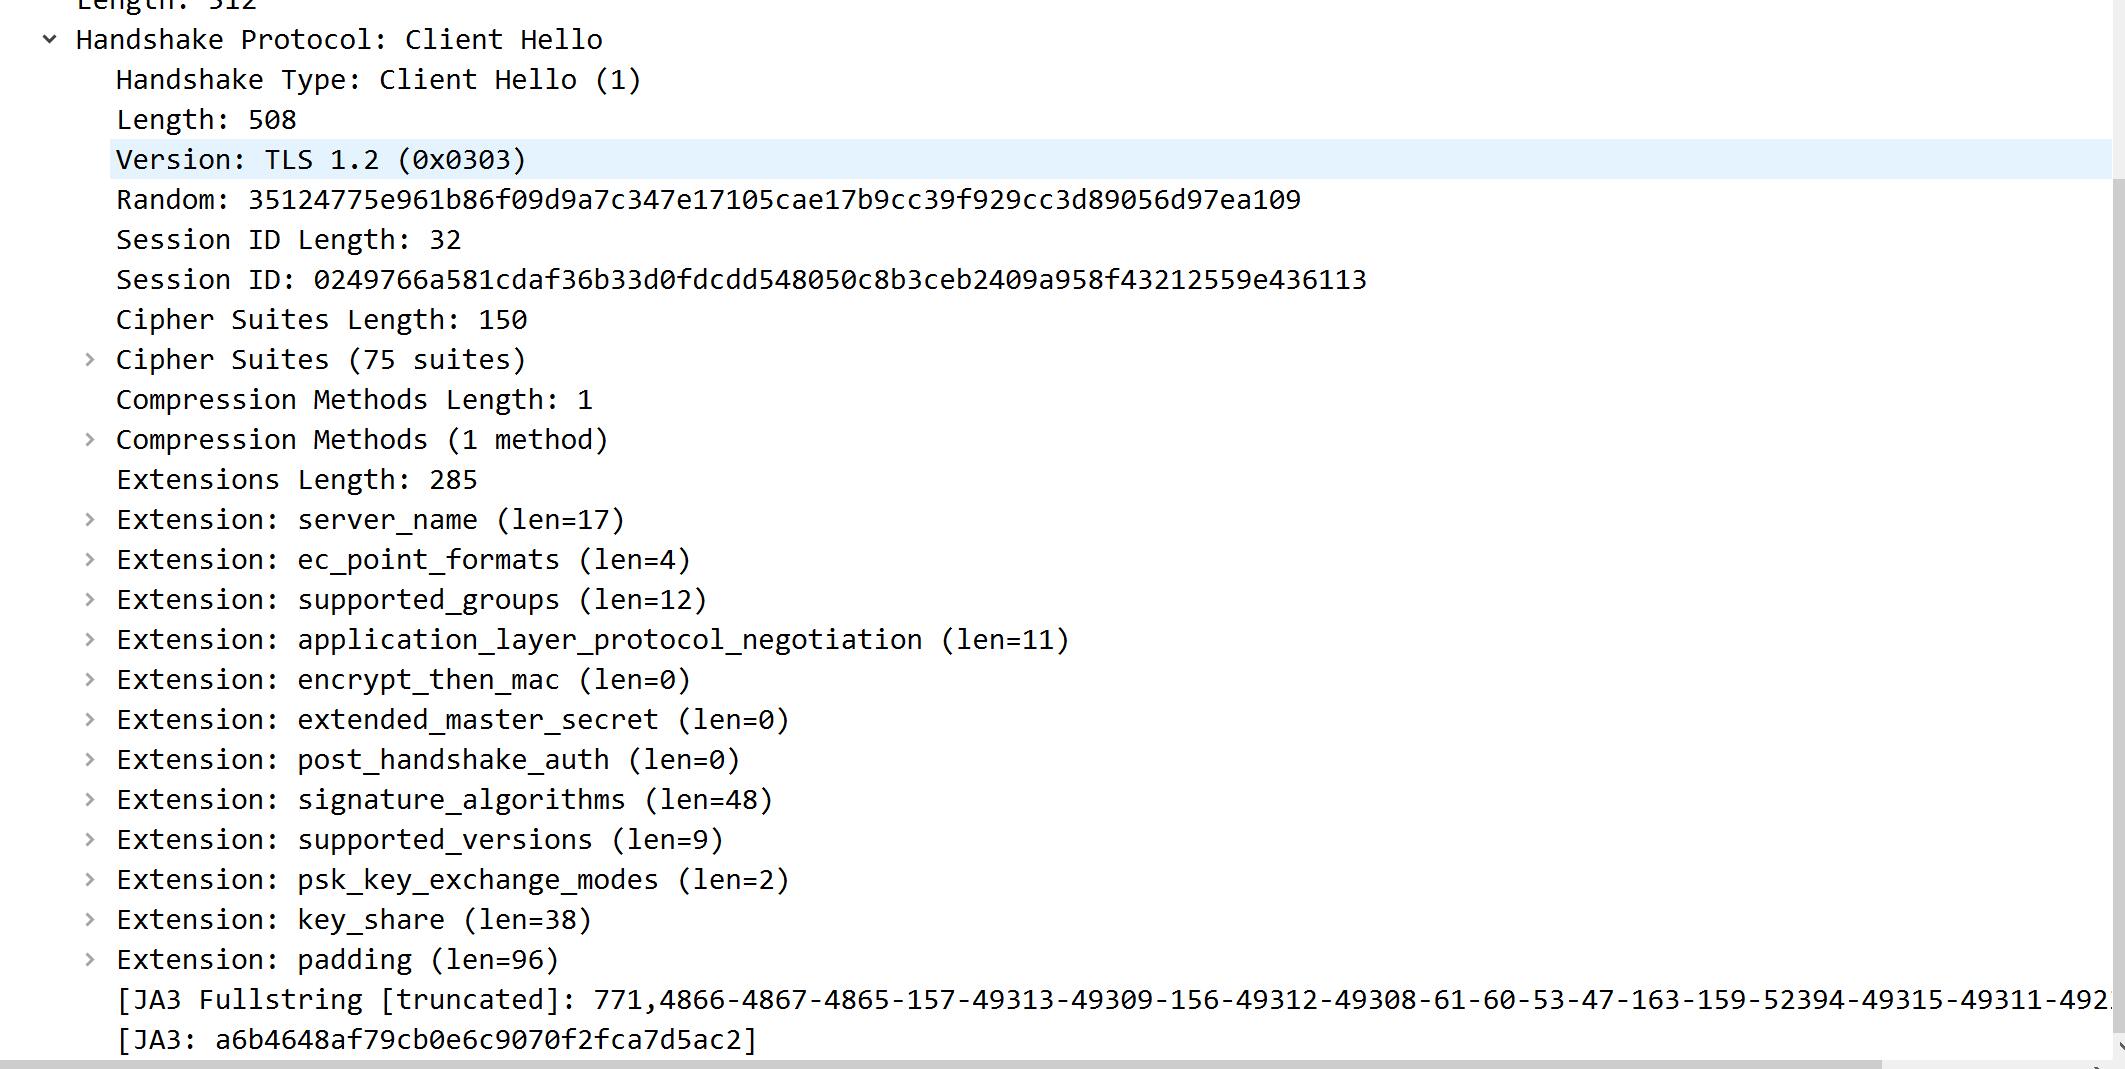 Length: 512
Handshake Protocol: Client Hello
Handshake Type: Client Hello (1)
Length: 508
Version: TLS 1.2 (0x0303)
Random: 35124775e961b86f09d9a7c347e17105cae17b9cc39f929cc3d89056d97ea109
Session ID Length: 32
Session ID: 0249766a581cdaf36b33d0fdcdd548050c8b3ceb2409a958f43212559e436113
Cipher Suites Length: 150
Cipher Suites (75 suites)
Compression Methods Length: 1
Compression Methods (1 method)
Extensions Length: 285
Extension: server_name (len=17)
Extension: ec_point_formats (len=4)
Extension: supported_groups (len=12)
Extension: application_layer_protocol_negotiation (len=11)
Extension: encrypt_then_mac (len=0)
Extension: extended_master_secret (len=0)
Extension: post_handshake_auth (len=0)
Extension: signature_algorithms (len=48)
Extension: supported_versions (len=9)
Extension: psk_key_exchange_modes (len=2)
Extension: key_share (len=38)
Extension: padding (len=96)
[JA3 Fullstring [truncated]: 771,4866-4867-4865-157-49313-49309-156-49312-49308-61-60-53-47-163-159-52394-49315-49311-492
[JA3: a6b4648af79cb0e6c9070f2fca7d5ac2]